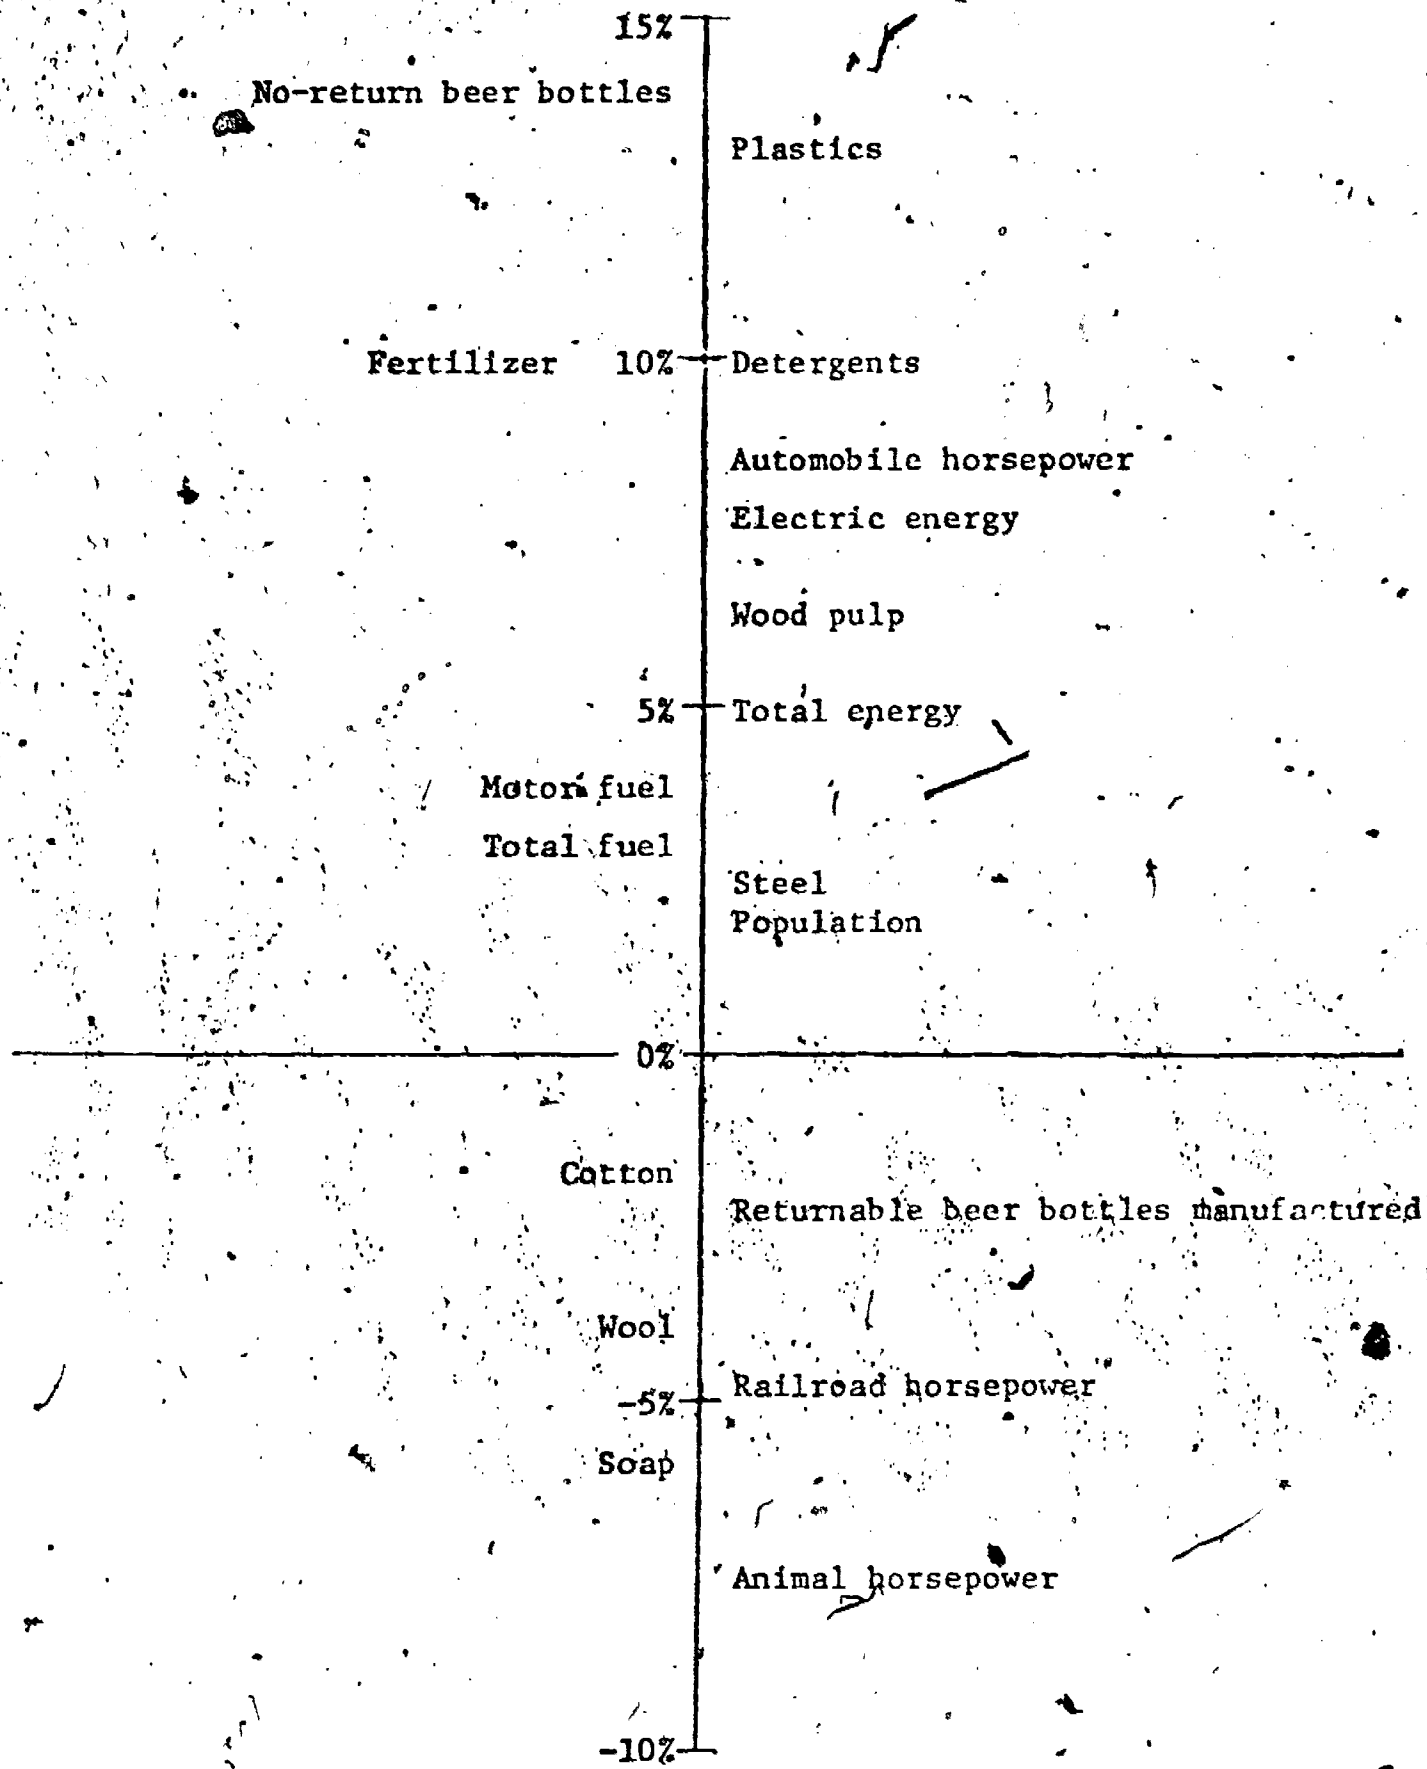 15%
No-return beer bottles
Plastics
Fertilizer 10% Detergents
Automobile horsepower
Electric energy
Wood pulp
5% Total energy
Motor fuel
Total fuel
Steel
Population
0%
Cotton
Returnable beer bottles manufactured
Wool
Railroad horsepower
-5%
Soap
Animal horsepower
-10%